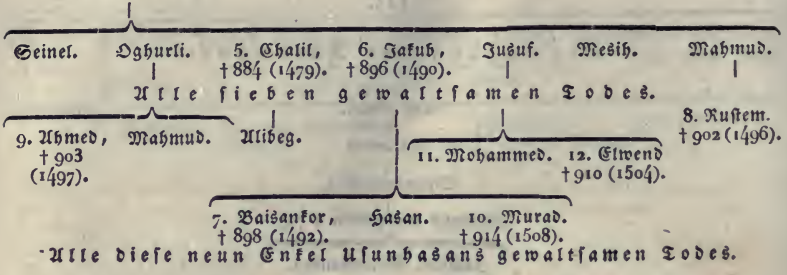 Seinel. Oghurli. 5. Chalil, 6. Jakub, Jusuf. Mesih. Mahmud.
† 884 (1479). † 896 (1490).
Alle sieben gewaltsamen Todes.
8. Rustem.
† 902 (1496).
9. Ahmed, Mahmud. Alibeg.
† 903
(1497).
11. Mohammed. 12. Elwend
† 910 (1504).
7. Baisankor, Hasan. 10. Murad.
† 898 (1492). † 914 (1508).
Alle diese neun Enkel Usunhasans gewaltsamen Todes.